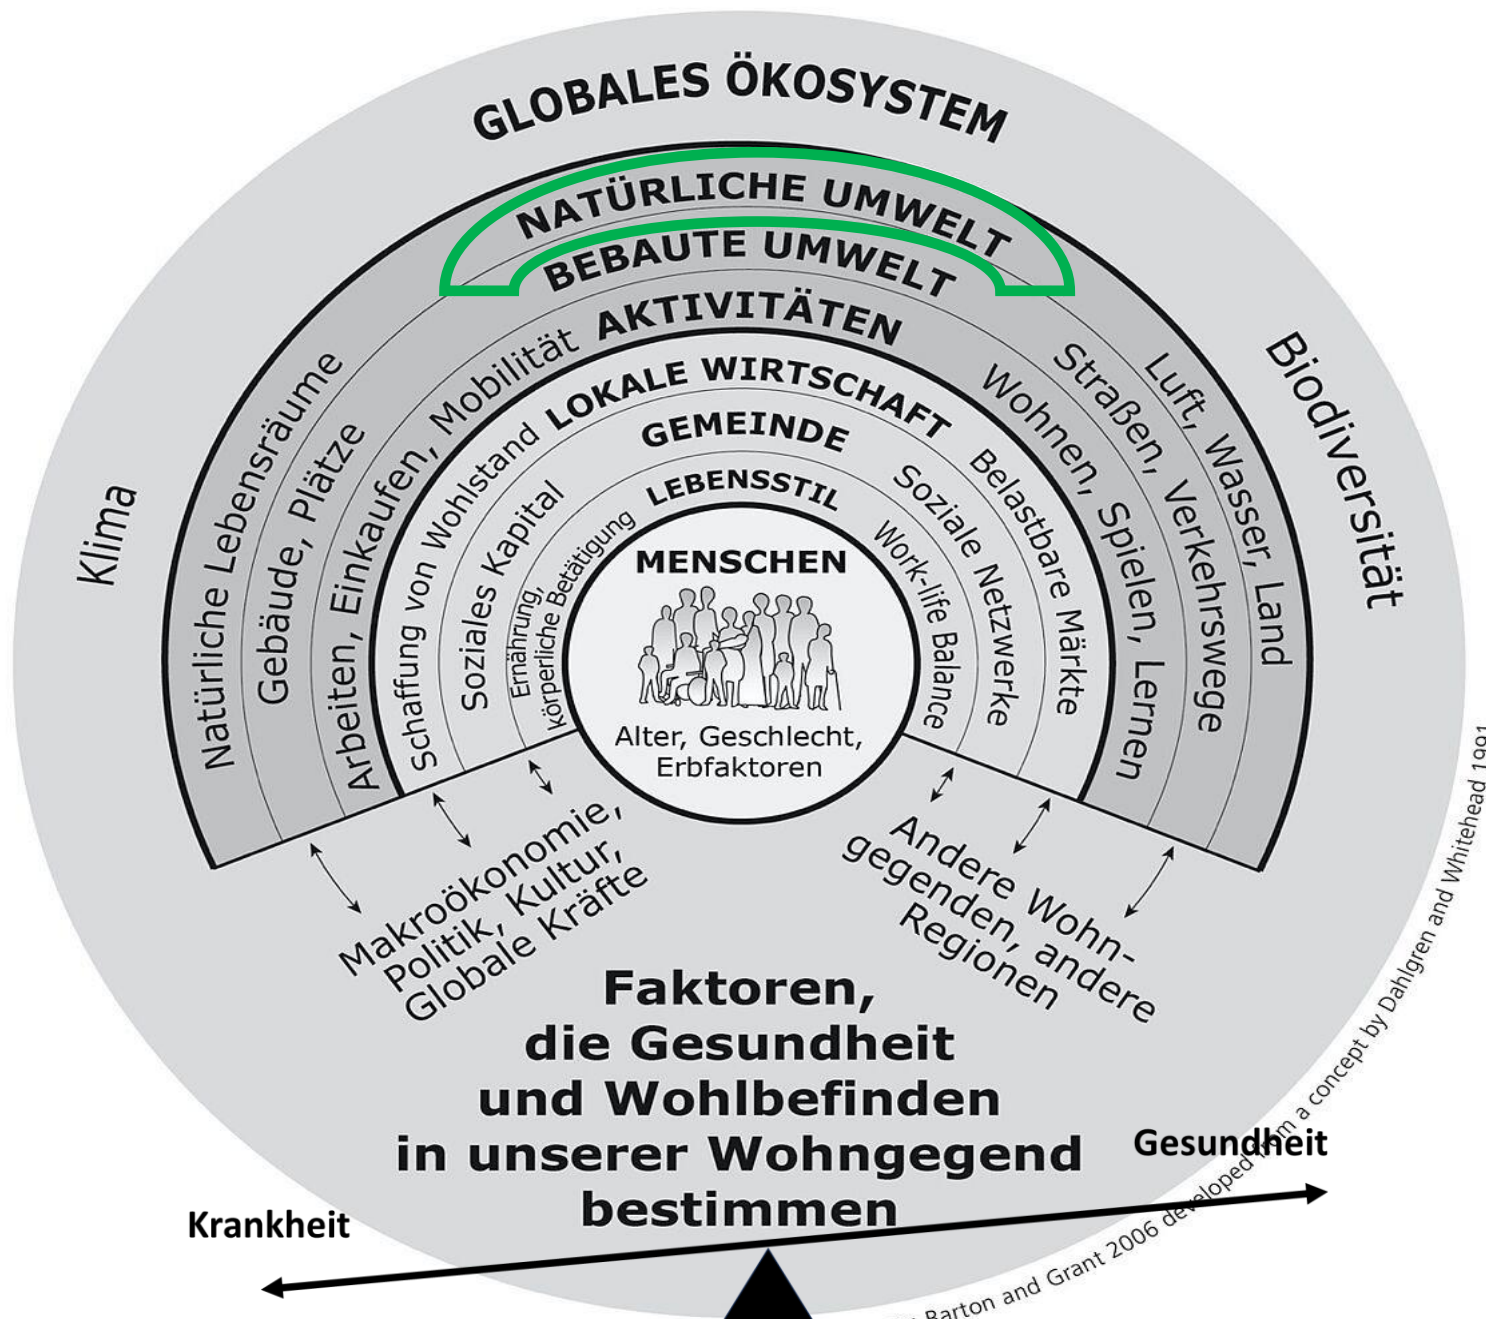 GLOBALES ÖKOSYSTEM
Klima
Biodiversität
NATÜRLICHE UMWELT
Natürliche Lebensräume
Luft, Wasser, Land
BEBAUTE UMWELT
Gebäude, Plätze
Straßen, Verkehrswege
AKTIVITÄTEN
Arbeiten, Einkaufen, Mobilität
Wohnen, Spielen, Lernen
LOKALE WIRTSCHAFT
Schaffung von Wohlstand
Belastbare Märkte
GEMEINDE
Soziales Kapital
Soziale Netzwerke
LEBENSSTIL
Ernährung,
körperliche Betätigung
Work-life Balance
MENSCHEN
Alter, Geschlecht,
Erbfaktoren
Makroökonomie,
Politik, Kultur,
Globale Kräfte
Andere Wohn-
gegenden, andere
Regionen
Faktoren,
die Gesundheit
und Wohlbefinden
in unserer Wohngegend
bestimmen
Krankheit
Gesundheit
Barton and Grant 2006 developed from a concept by Dahlgren and Whitehead 1991